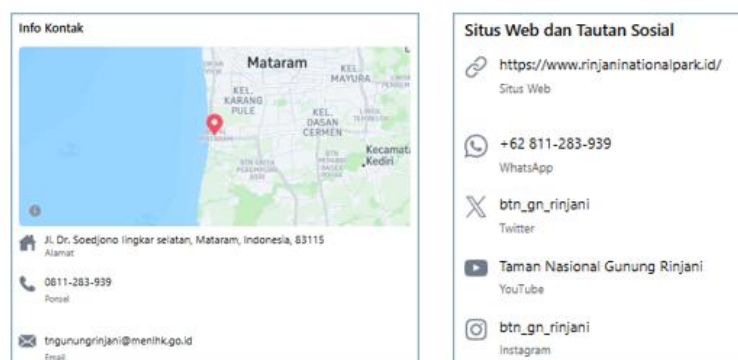 Info Kontak
Mataram
KEL.
MAYURA
KEL.
KARANG
PULE
KEL.
DASAN
CERMEN
Kecamat
Kediri
Jl. Dr. Soedjono lingkar selatan, Mataram, Indonesia, 83115
Alamat
0811-283-939
Ponsel
tngunungrinjani@menlhk.go.id
Email
Situs Web dan Tautan Sosial
https://www.rinjaninationalpark.id/
Situs Web
+62 811-283-939
WhatsApp
btn_gn_rinjani
Twitter
Taman Nasional Gunung Rinjani
YouTube
btn_gn_rinjani
Instagram